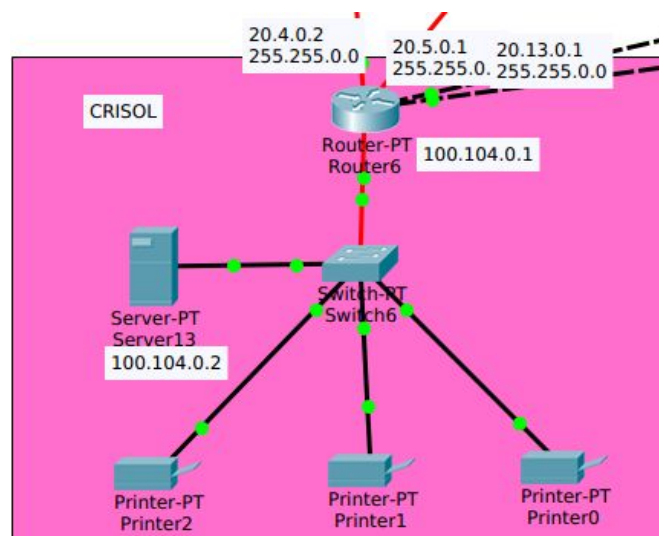 20.4.0.2
255.255.0.0
20.5.0.1
255.255.0.
20.13.0.1
255.255.0.0
CRISOL
Router-PT
Router6
100.104.0.1
Switch-PT
Switch6
Server-PT
Server13
100.104.0.2
Printer-PT
Printer2
Printer-PT
Printer1
Printer-PT
Printer0